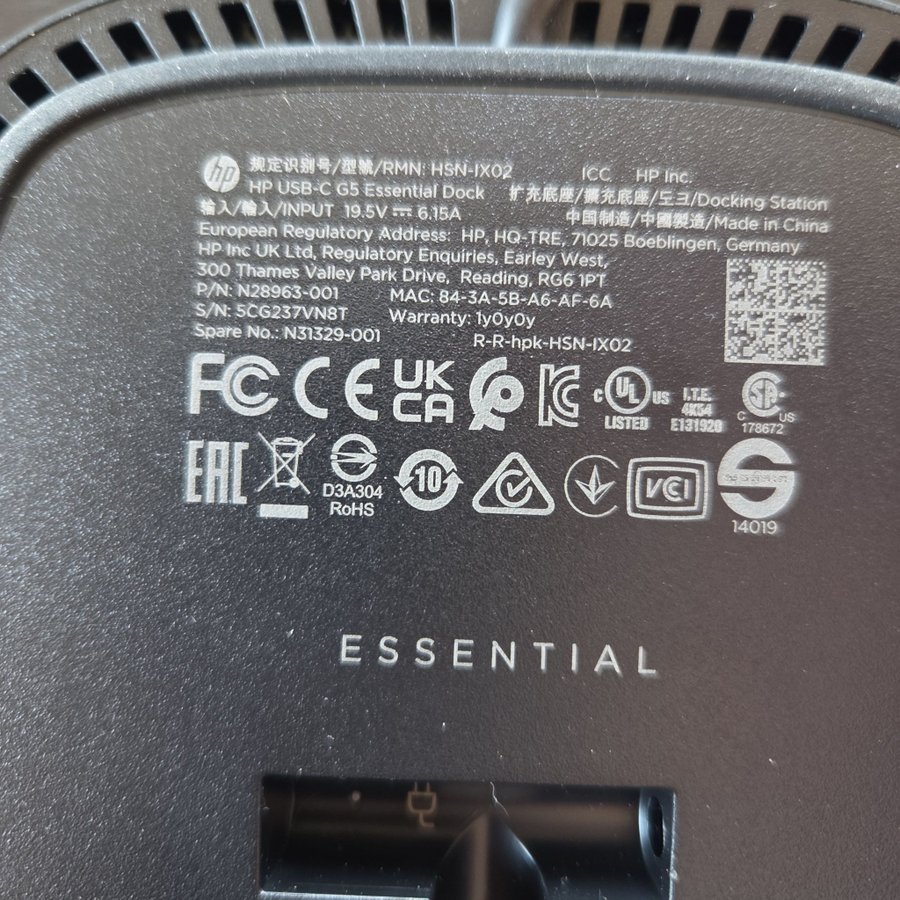 hp 规定识别号/型號/RMN: HSN-IX02 ICC HP Inc.
HP USB-C G5 Essential Dock 扩充底座/擴充底座/도크/Docking Station
输入/輸入/INPUT 19.5V ⎓ 6.15A 中国制造/中國製造/Made in China
European Regulatory Address: HP, HQ-TRE, 71025 Boeblingen, Germany
HP Inc UK Ltd, Regulatory Enquiries, Earley West,
300 Thames Valley Park Drive, Reading, RG6 1PT
P/N: N28963-001 MAC: 84-3A-5B-A6-AF-6A
S/N: 5CG237VN8T Warranty: 1y0y0y
Spare No.: N31329-001 R-R-hpk-HSN-IX02
FC CE UK CA KC c UL US LISTED I.T.E. 4X54 E131920 C SA US 178672
EAC D3A304 RoHS 10 VCI 14019
ESSENTIAL